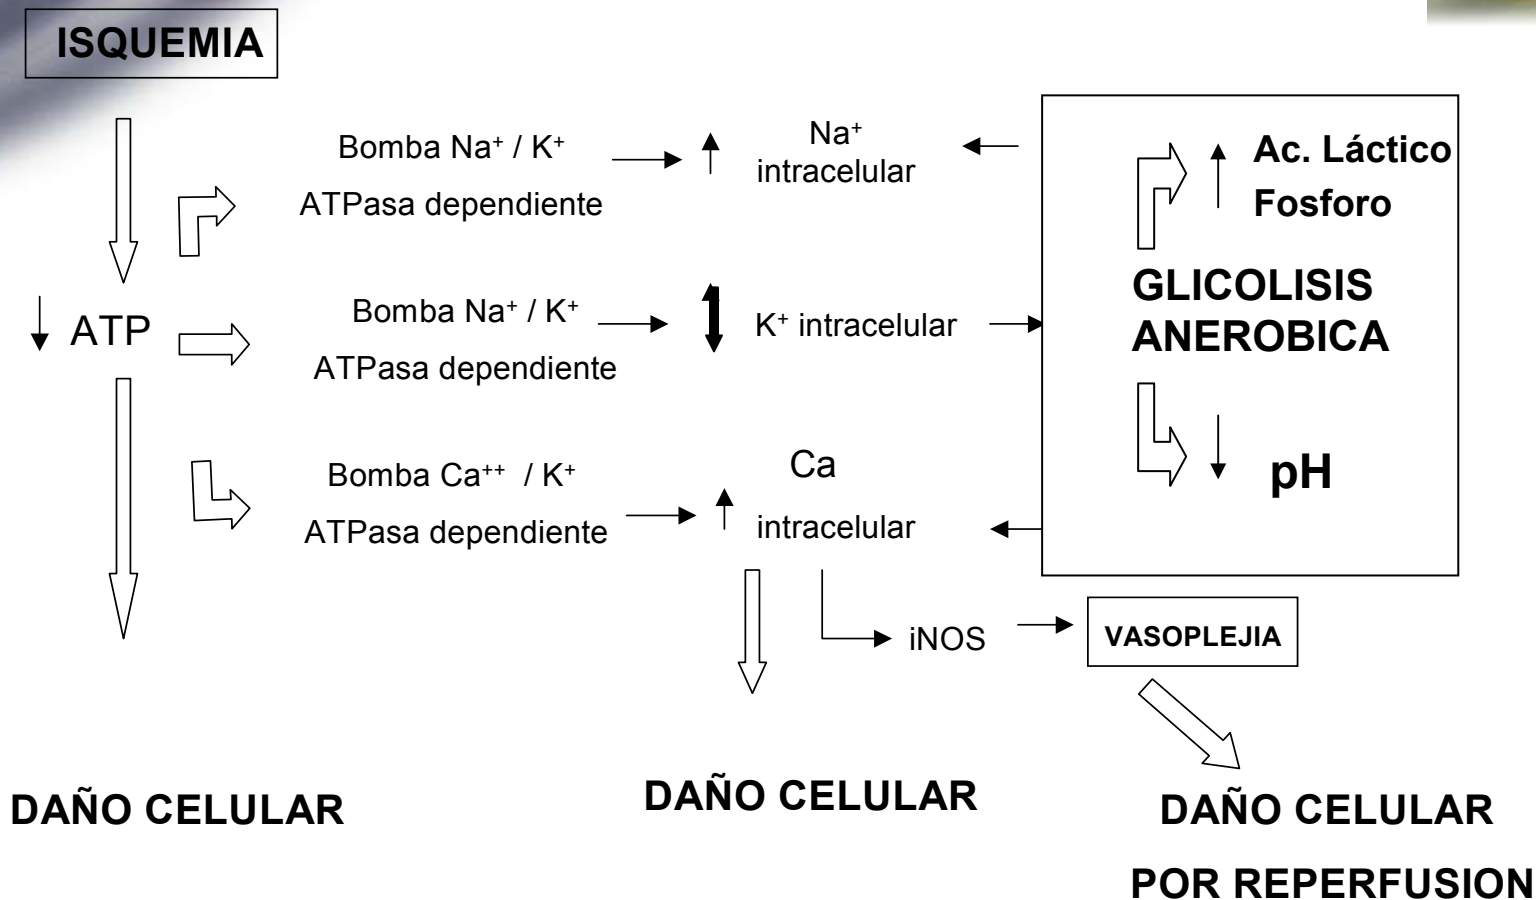 ISQUEMIA
Bomba Na⁺ / K⁺
ATPasa dependiente
Na⁺
intracelular
Ac. Láctico
Fosforo
GLICOLISIS
ANEROBICA
ATP
Bomba Na⁺ / K⁺
ATPasa dependiente
K⁺ intracelular
pH
Bomba Ca⁺⁺ / K⁺
ATPasa dependiente
Ca
intracelular
iNOS
VASOPLEJIA
DAÑO CELULAR
DAÑO CELULAR
DAÑO CELULAR
POR REPERFUSION